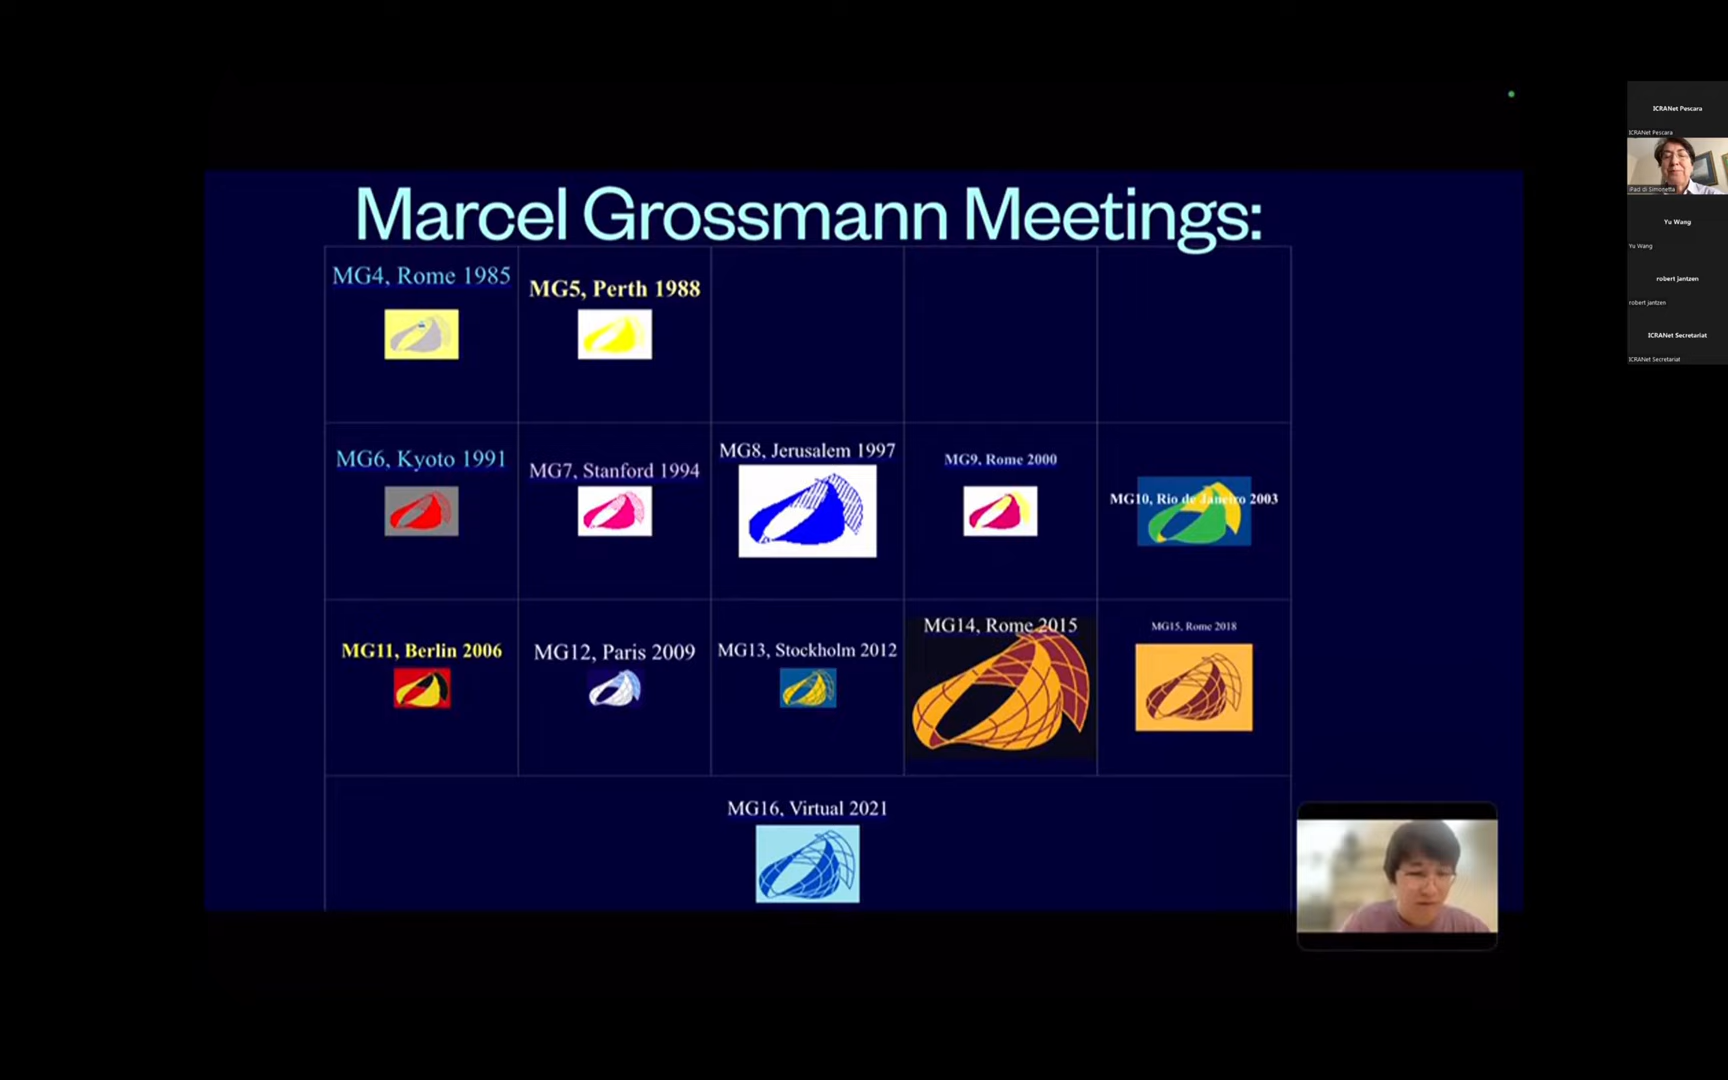 Marcel Grossmann Meetings:
MG4, Rome 1985
MG5, Perth 1988
MG6, Kyoto 1991
MG7, Stanford 1994
MG8, Jerusalem 1997
MG9, Rome 2000
MG10, Rio de Janeiro 2003
MG11, Berlin 2006
MG12, Paris 2009
MG13, Stockholm 2012
MG14, Rome 2015
MG15, Rome 2018
MG16, Virtual 2021
ICRANet Pescara
ICRANet Pescara
iPad di Simonetta
Yu Wang
Yu Wang
robert jantzen
robert jantzen
ICRANet Secretariat
ICRANet Secretariat